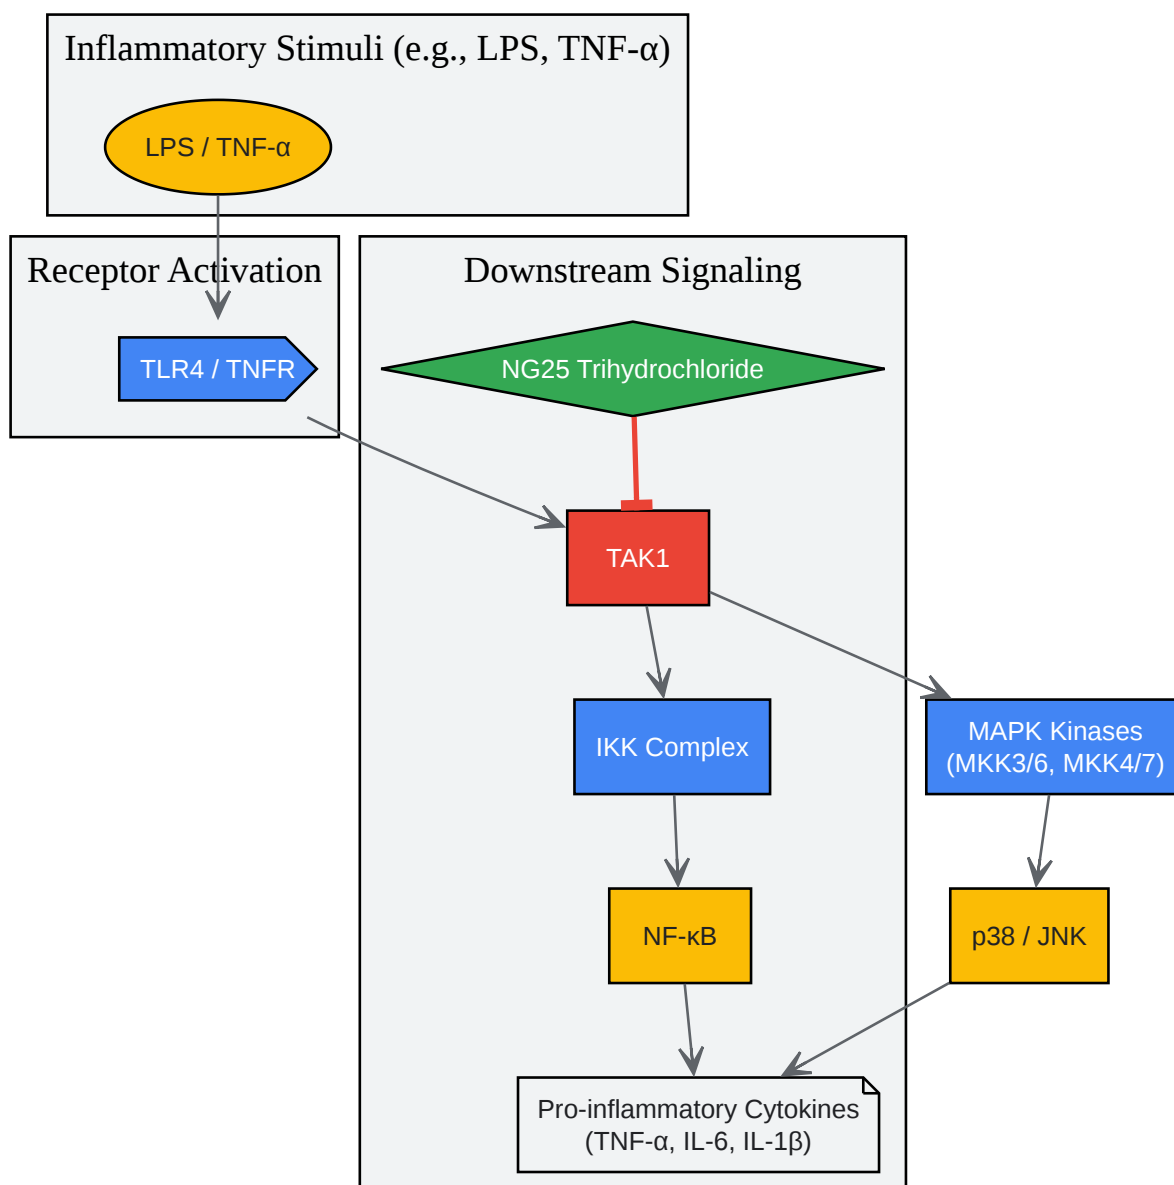 Inflammatory Stimuli (e.g., LPS, TNF-α)
LPS / TNF-α
Receptor Activation
TLR4 / TNFR
Downstream Signaling
NG25 Trihydrochloride
TAK1
IKK Complex
MAPK Kinases
(MKK3/6, MKK4/7)
NF-κB
p38 / JNK
Pro-inflammatory Cytokines
(TNF-α, IL-6, IL-1β)